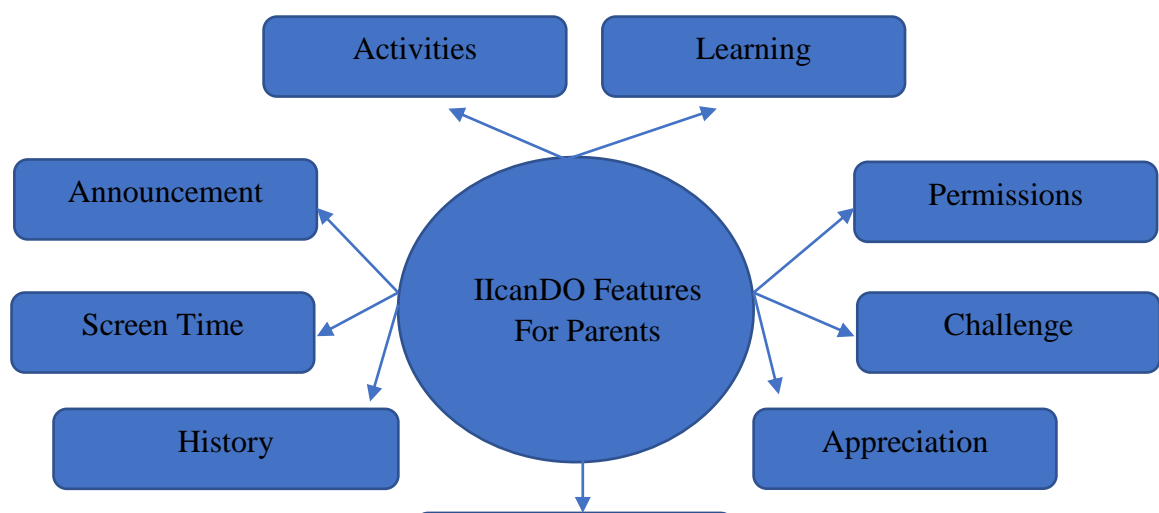 Activities
Learning
Announcement
Permissions
IIcanDO Features
For Parents
Screen Time
Challenge
History
Appreciation